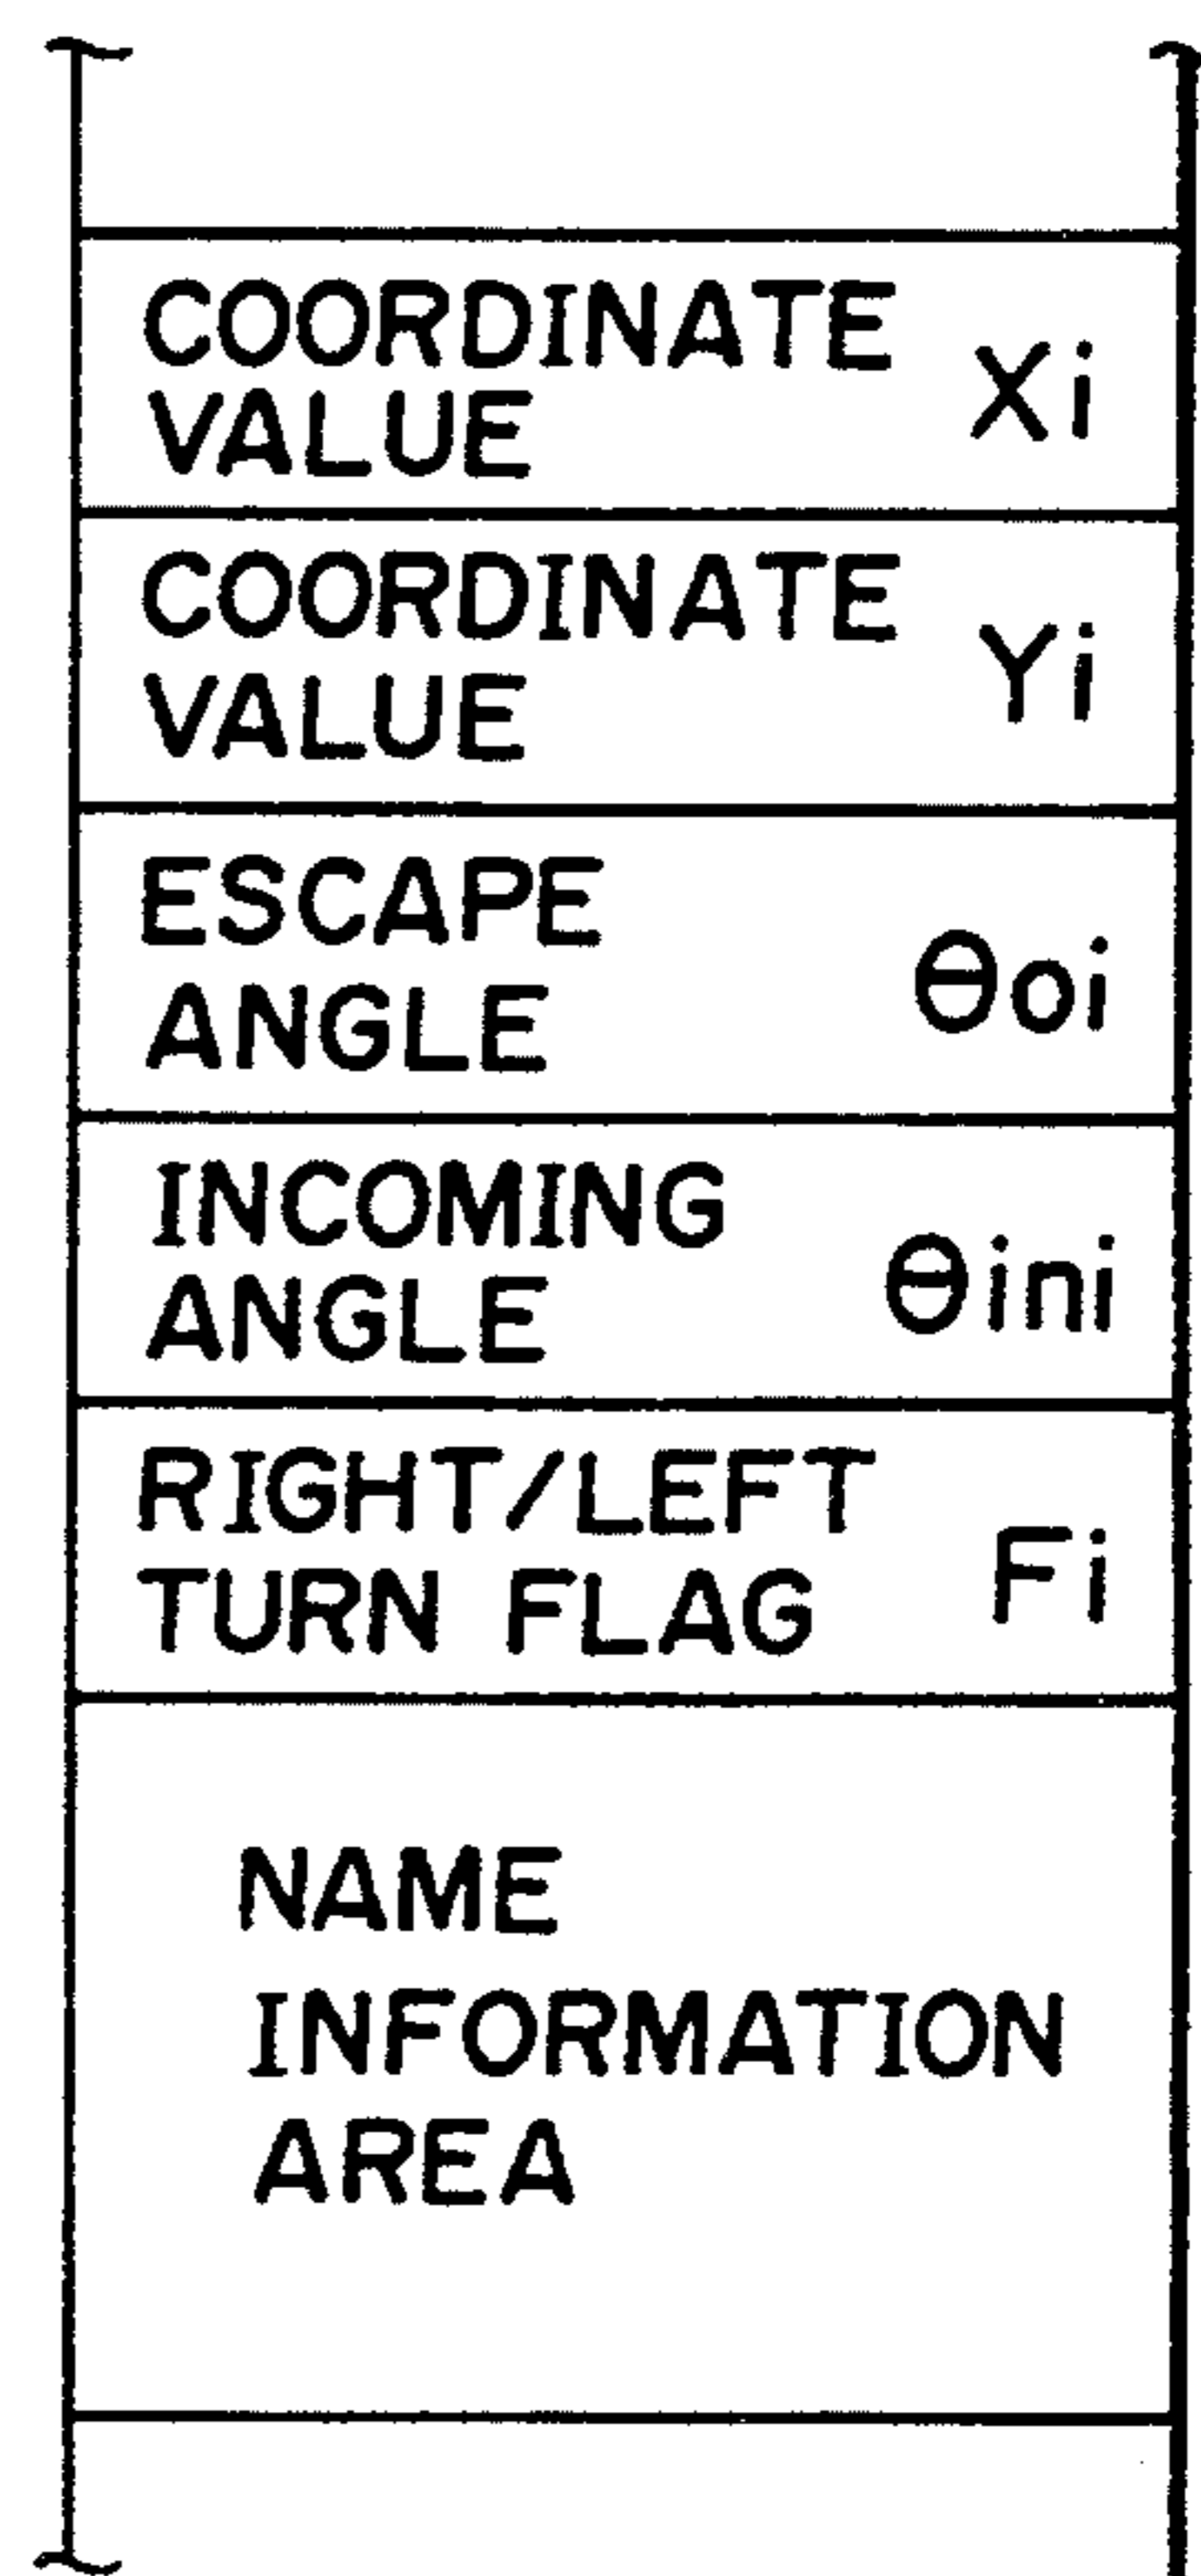 COORDINATE
VALUE Xi
COORDINATE
VALUE Yi
ESCAPE
ANGLE θoi
INCOMING
ANGLE θini
RIGHT/LEFT
TURN FLAG Fi
NAME
INFORMATION
AREA